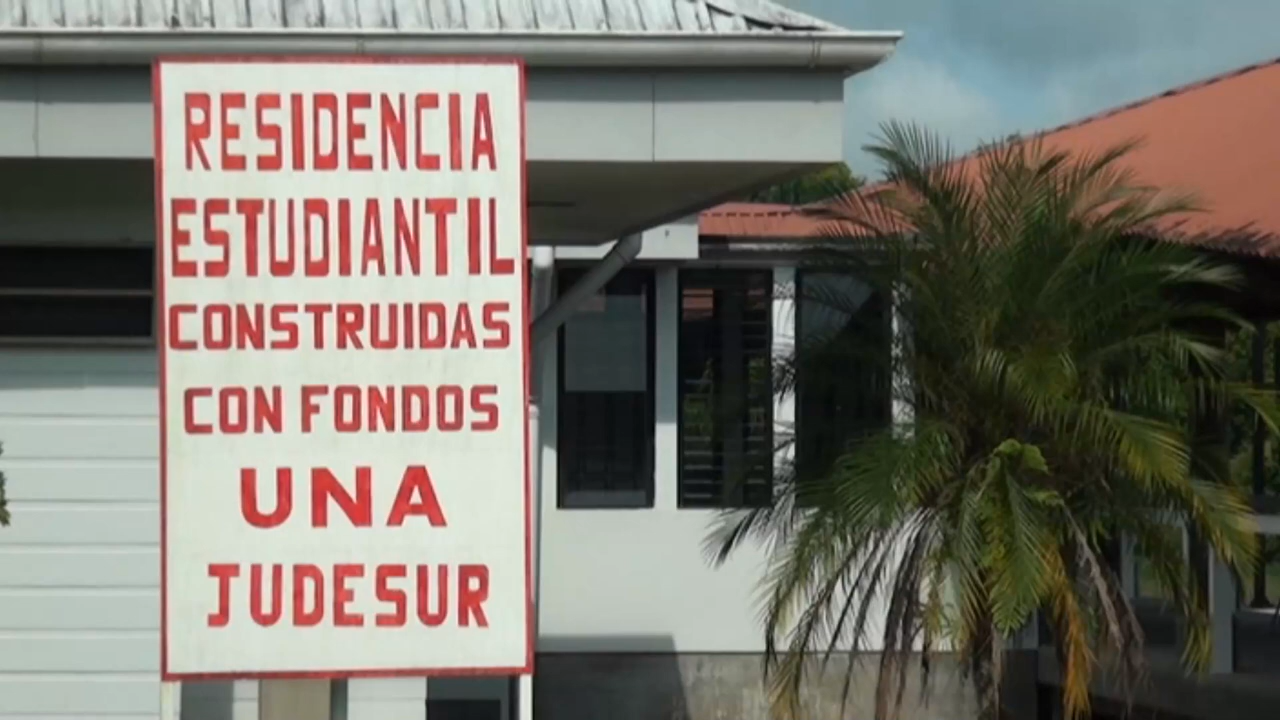 RESIDENCIA
ESTUDIANTIL
CONSTRUIDAS
CON FONDOS
UNA
JUDESUR